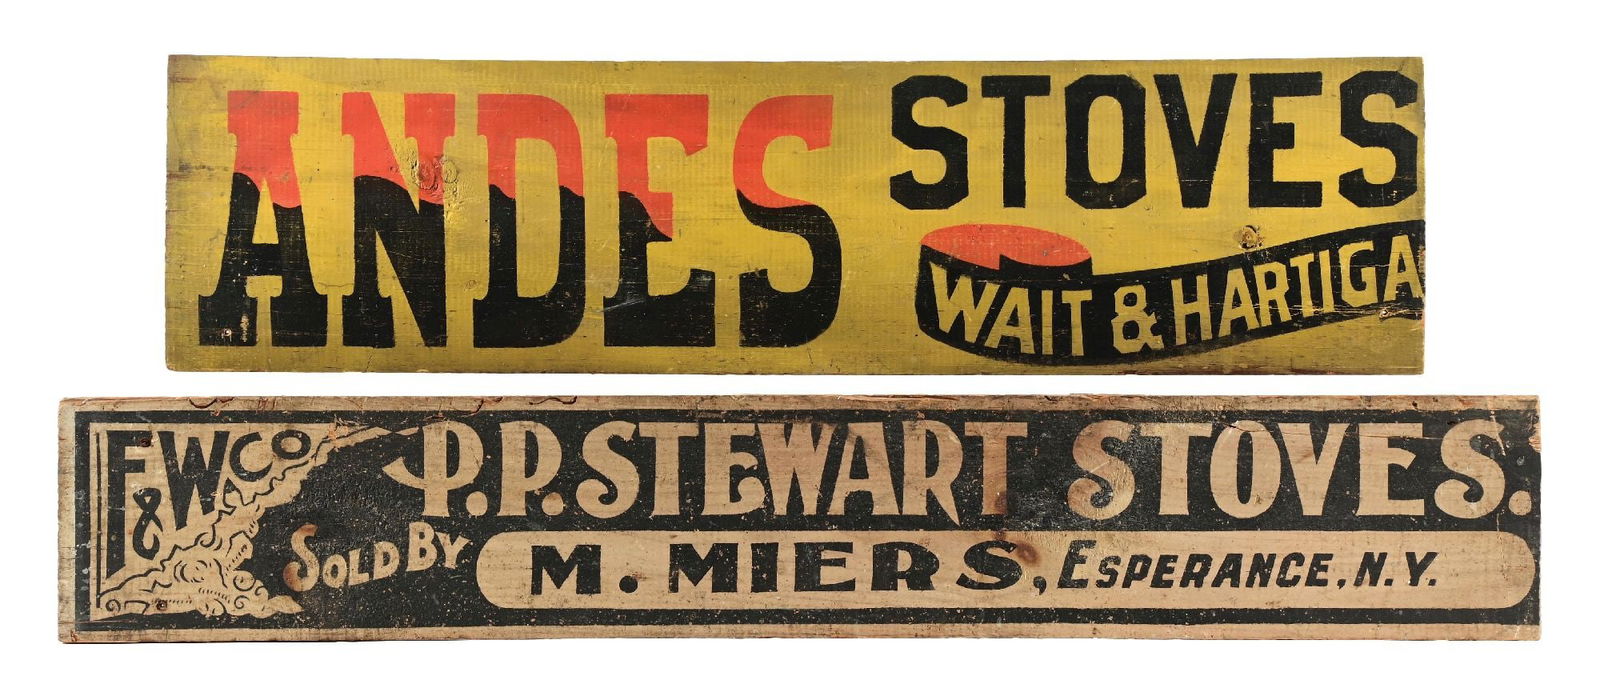 ANDES STOVES
WAIT & HARTIGA
F&W.CO
P.P. STEWART STOVES.
SOLD BY M. MIERS, ESPERANCE, N.Y.